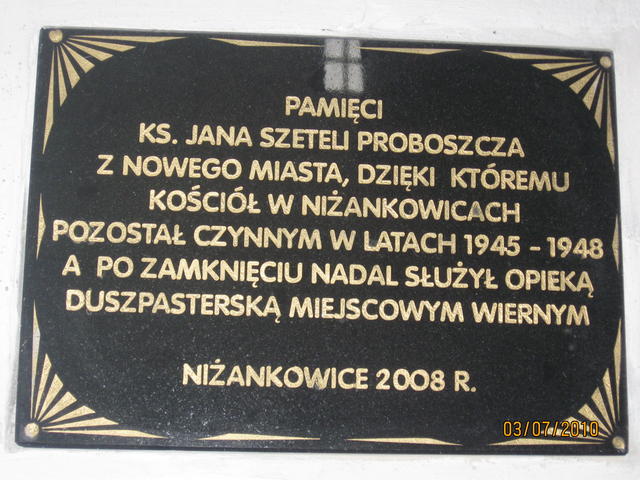 PAMIĘCI
KS. JANA SZETELI PROBOSZCZA
Z NOWEGO MIASTA, DZIĘKI KTÓREMU
KOŚCIÓŁ W NIŻANKOWICACH
POZOSTAŁ CZYNNYM W LATACH 1945 - 1948
A PO ZAMKNIĘCIU NADAL SŁUŻYŁ OPIEKĄ
DUSZPASTERSKĄ MIEJSCOWYM WIERNYM
NIŻANKOWICE 2008 R.
03/07/2010